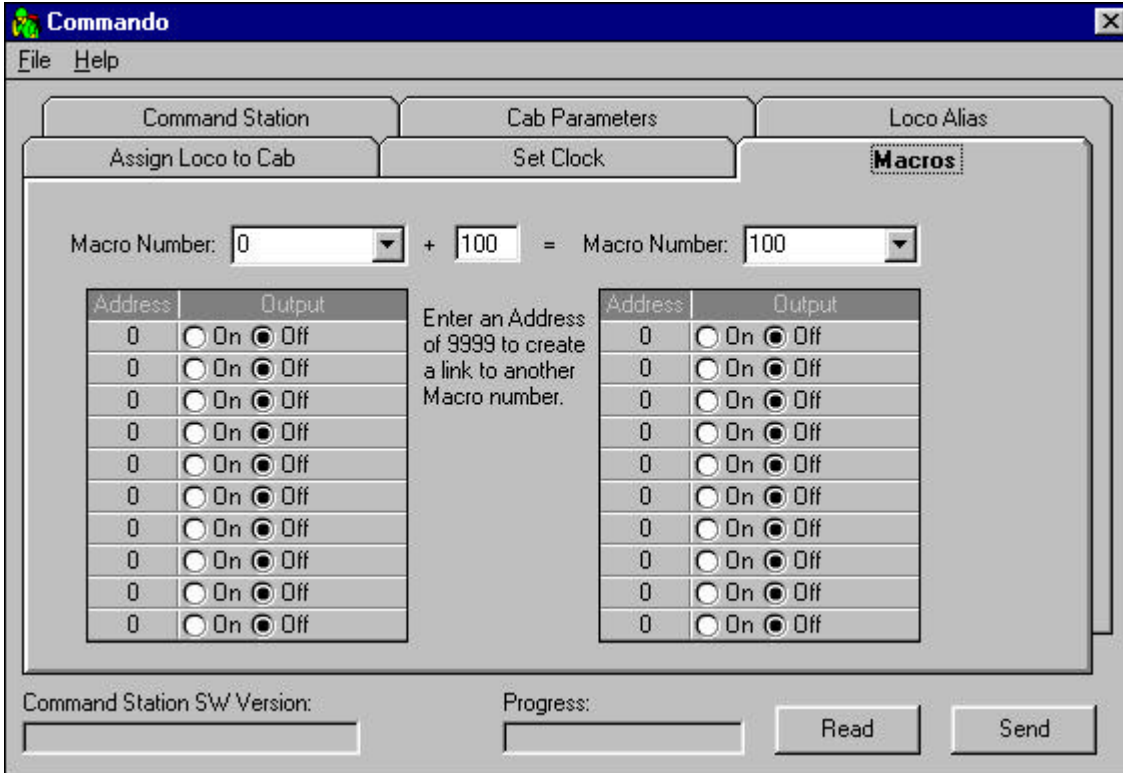 Commando
File Help
Command Station Cab Parameters Loco Alias
Assign Loco to Cab Set Clock Macros
Macro Number: 0 + 100 = Macro Number: 100
Address Output Address Output
Enter an Address
of 9999 to create
a link to another
Macro number.
0 On Off 0 On Off
0 On Off 0 On Off
0 On Off 0 On Off
0 On Off 0 On Off
0 On Off 0 On Off
0 On Off 0 On Off
0 On Off 0 On Off
0 On Off 0 On Off
0 On Off 0 On Off
0 On Off 0 On Off
Command Station SW Version: Progress:
Read Send